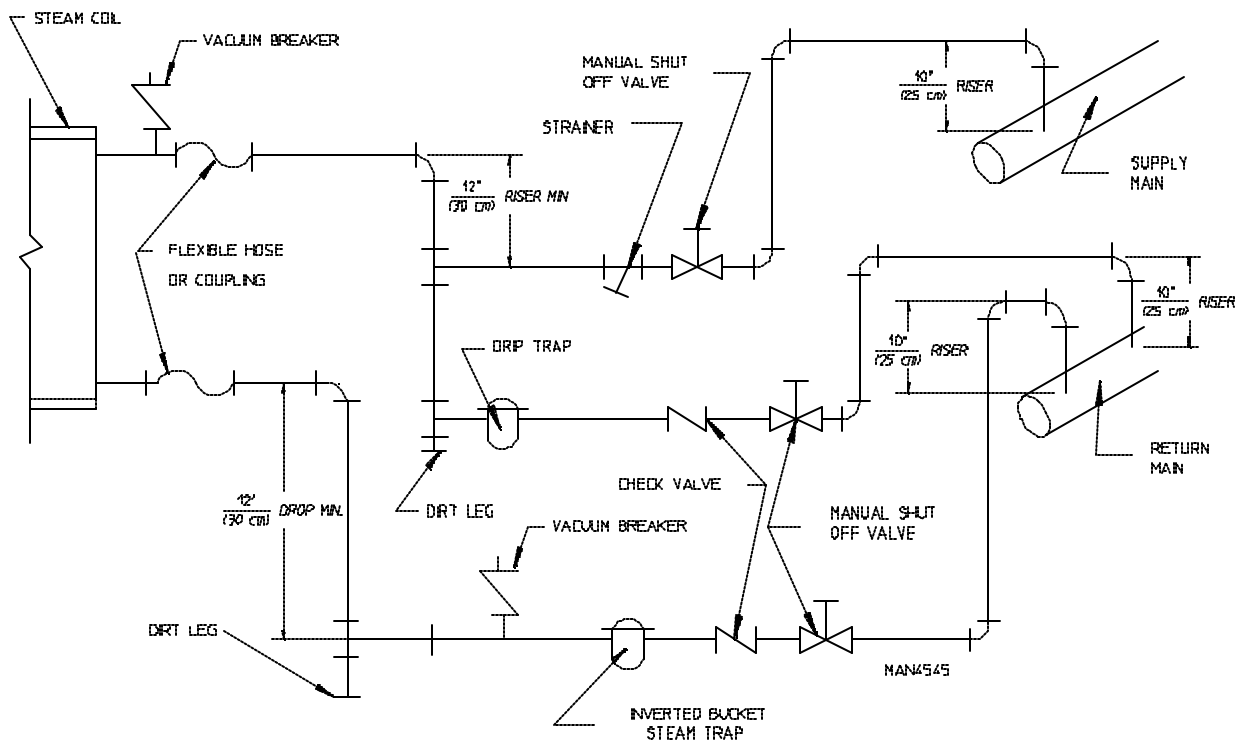 STEAM COIL
VACUUM BREAKER
MANUAL SHUT
OFF VALVE
10"
(25 cm) RISER
STRAINER
SUPPLY
MAIN
12"
(30 cm) RISER MIN
FLEXIBLE HOSE
OR COUPLING
10"
(25 cm) RISER
10"
(25 cm) RISER
DRIP TRAP
RETURN
MAIN
CHECK VALVE
12"
(30 cm) DROP MIN.
DIRT LEG
VACUUM BREAKER
MANUAL SHUT
OFF VALVE
DIRT LEG
MAN4545
INVERTED BUCKET
STEAM TRAP